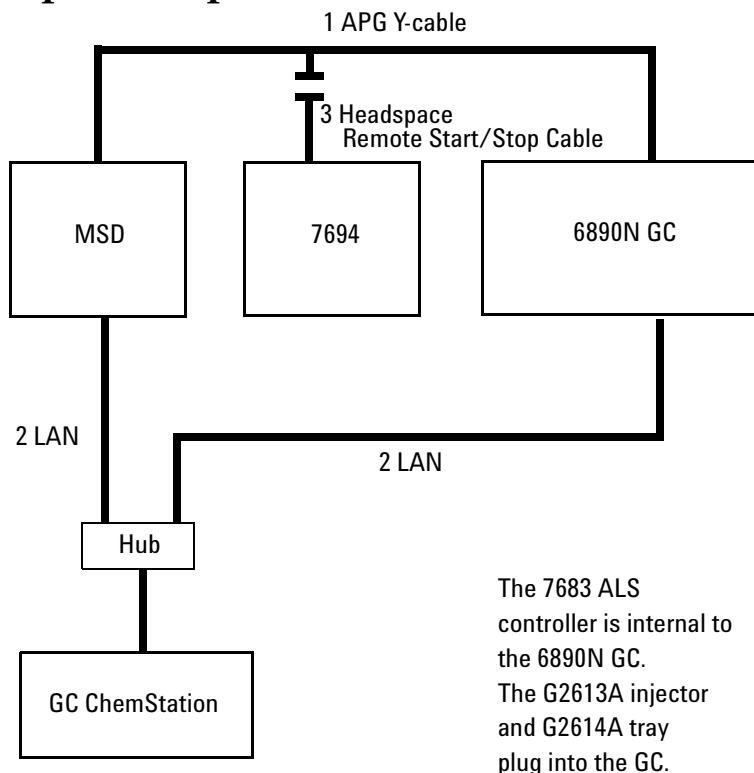 1 APG Y-cable
3 Headspace
Remote Start/Stop Cable
MSD
7694
6890N GC
2 LAN
2 LAN
Hub
GC ChemStation
The 7683 ALS
controller is internal to
the 6890N GC.
The G2613A injector
and G2614A tray
plug into the GC.